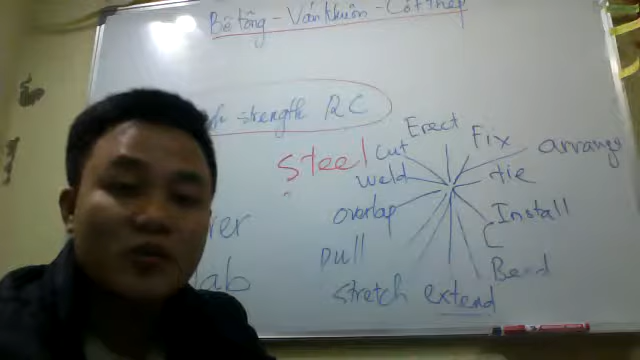 Bê tông - Ván khuôn - Cốt thép
strength RC
Erect
Fix
arrange
Steel
cut
weld
tie
overlap
Install
C
Pull
Bend
stretch extend